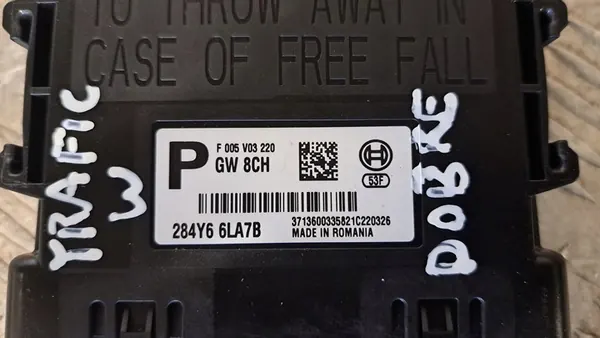 TO THROW AWAY IN
CASE OF FREE FALL
YRAFIC
W
P
F 005 V03 220
GW 8CH
53F
284Y6 6LA7B
3713600335821C220326
MADE IN ROMANIA
DOBRE